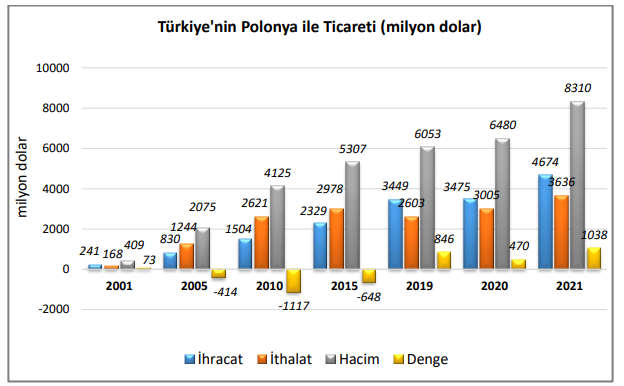 Türkiye'nin Polonya ile Ticareti (milyon dolar)
milyon dolar
10000
8000
6000
4000
2000
0
-2000
241 168 409 73
830 1244 2075 -414
1504 2621 4125 -1117
2329 2978 5307 -648
3449 2603 6053 846
3475 3005 6480 470
4674 3636 8310 1038
2001 2005 2010 2015 2019 2020 2021
İhracat İthalat Hacim Denge